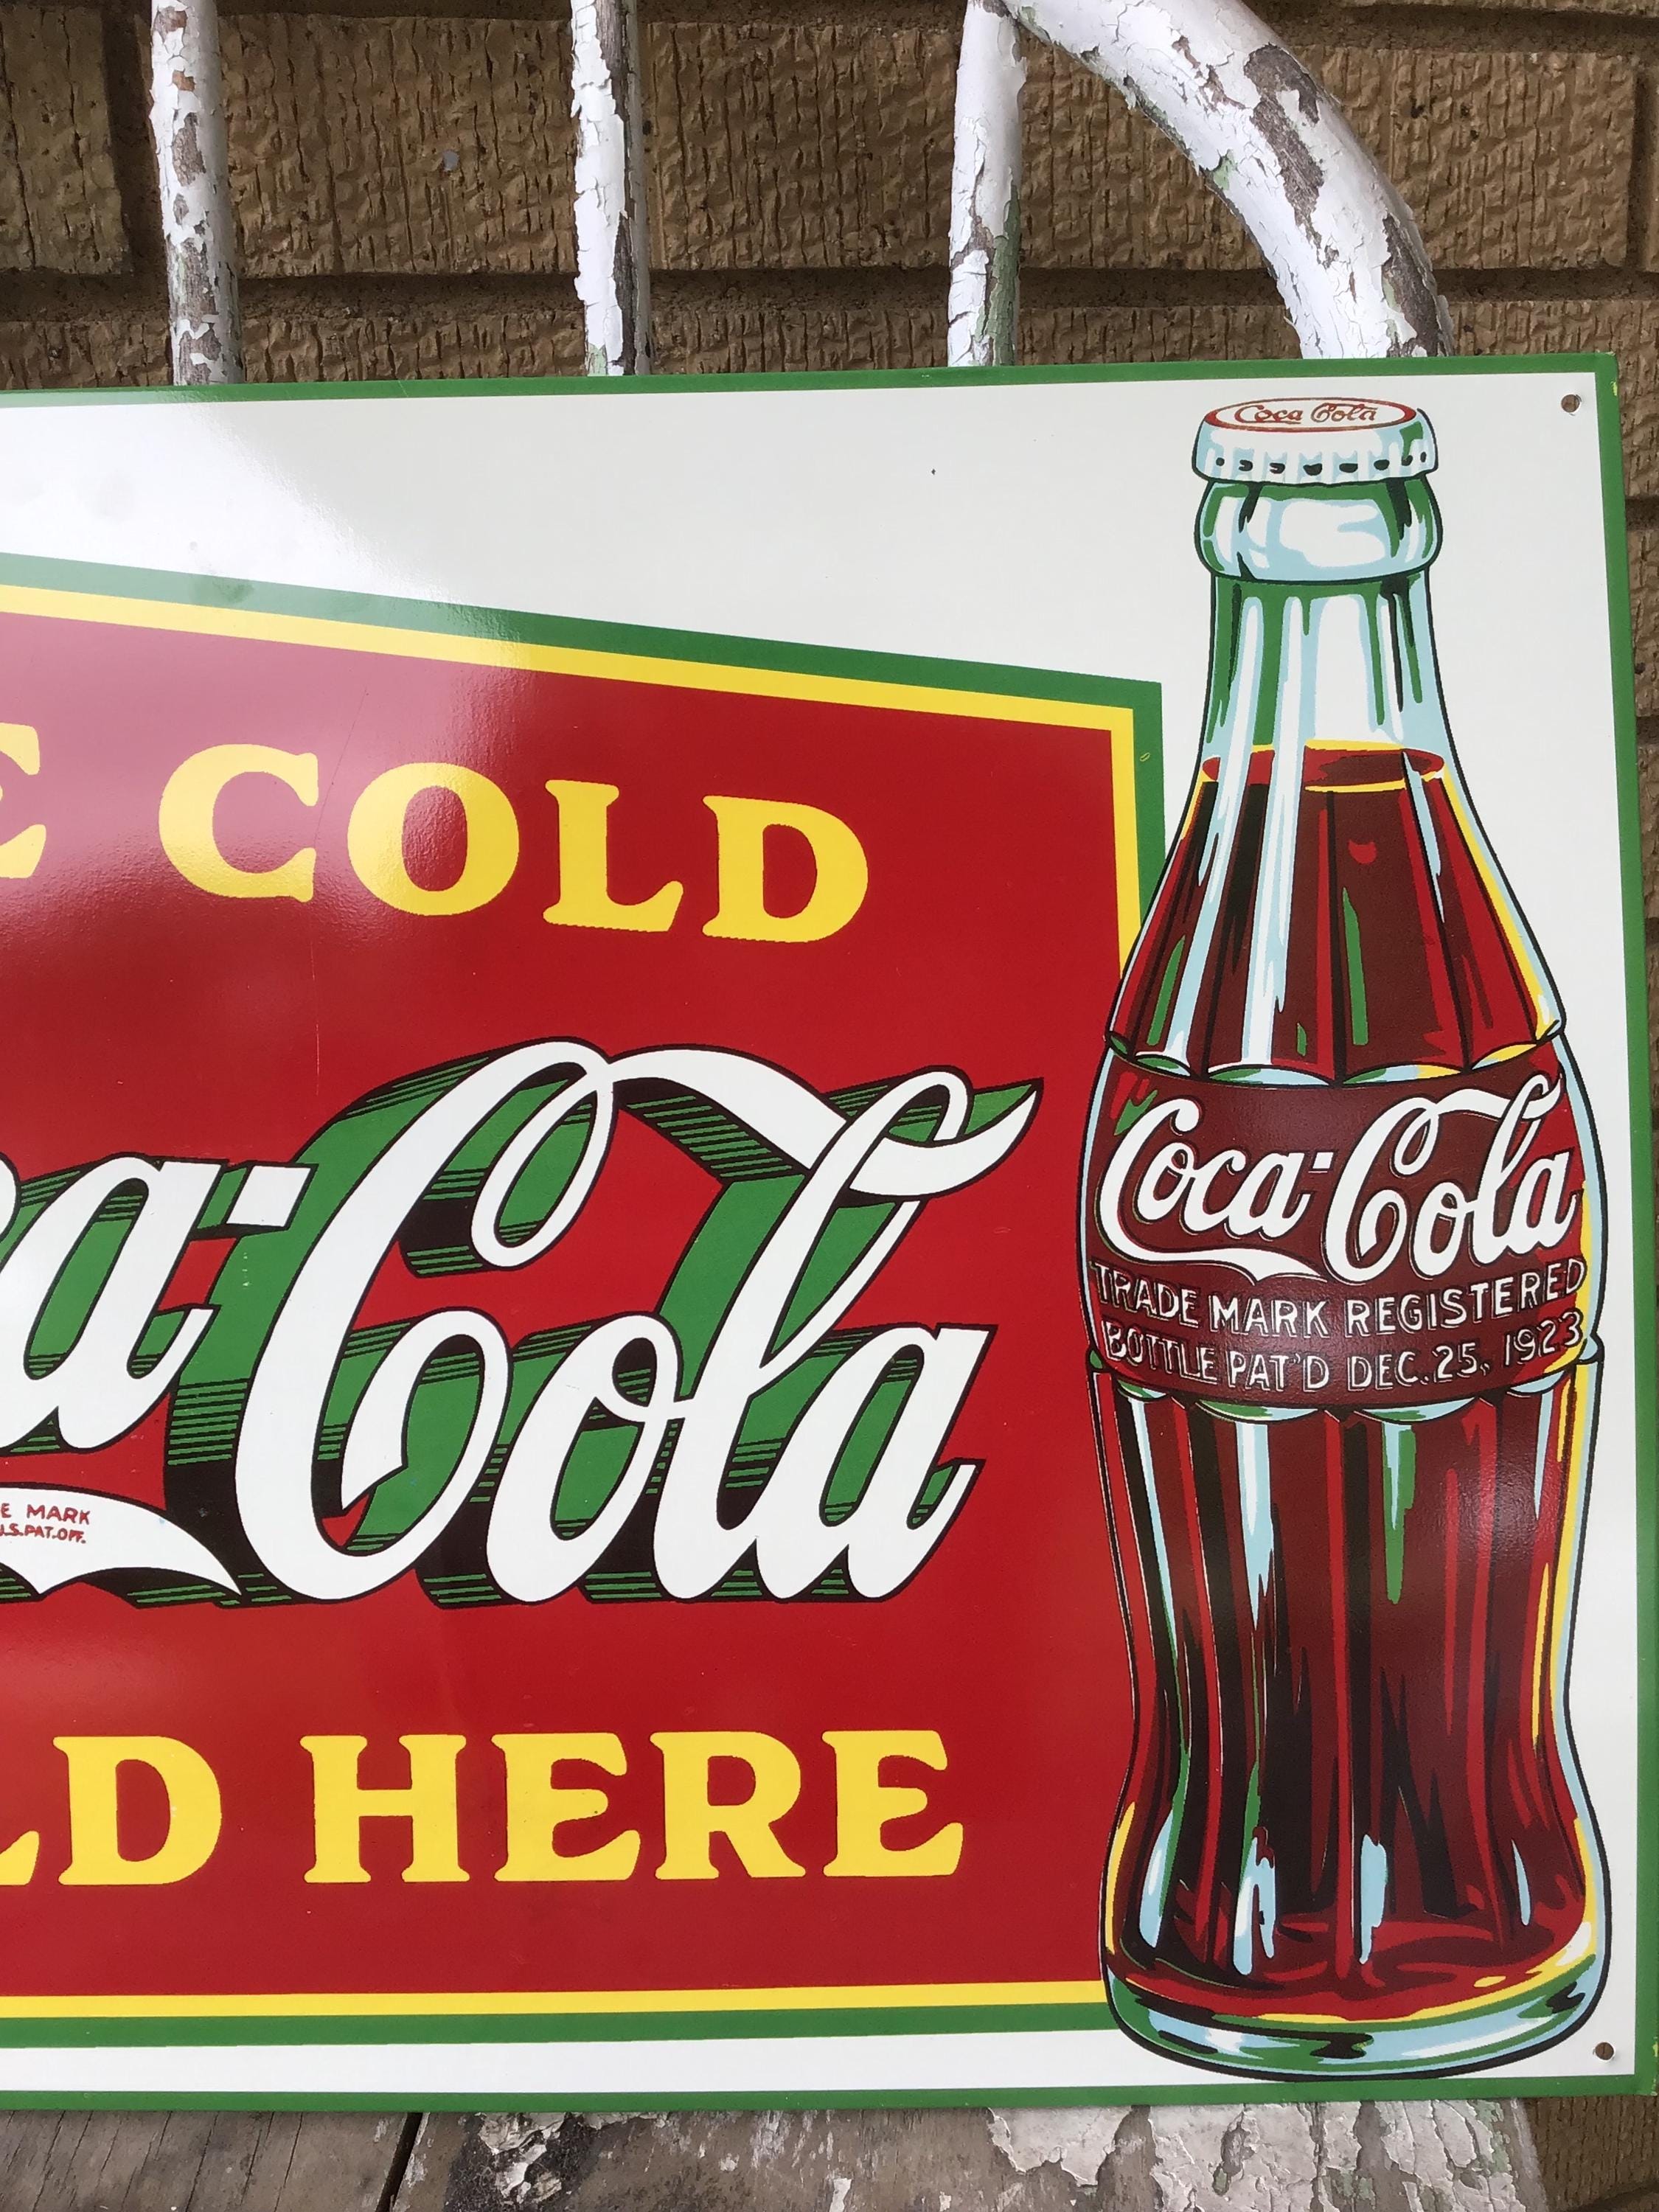 Coca Cola
E COLD
a-Cola
Coca-Cola
TRADE MARK REGISTERED
BOTTLE PAT'D DEC. 25, 1923
E MARK
U.S.PAT.OFF.
LD HERE